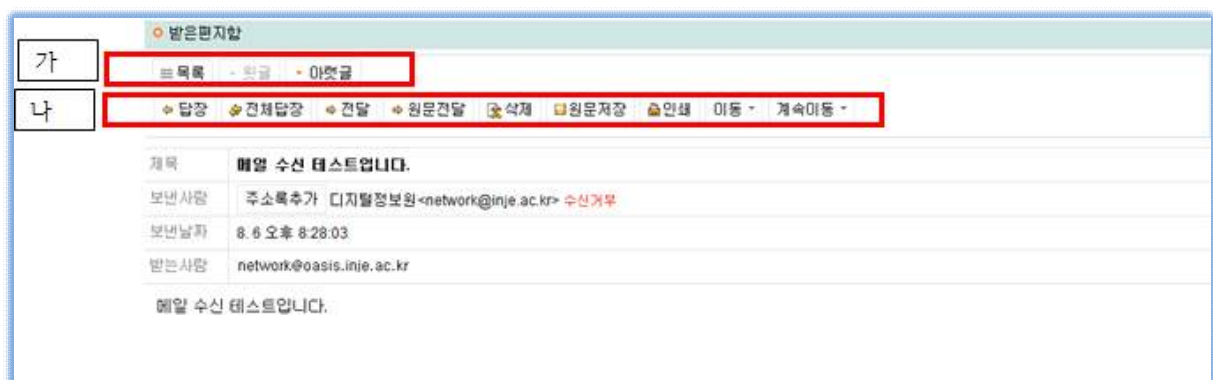 받은편지함
가
목록 윗글 아랫글
나
답장 전체답장 전달 원문전달 삭제 원문저장 인쇄 이동 계속이동
제목 메일 수신 테스트입니다.
보낸사람 주소록추가 디지털정보원<network@inje.ac.kr> 수신거부
보낸날짜 8. 6 오후 8:28:03
받는사람 network@oasis.inje.ac.kr
메일 수신 테스트입니다.